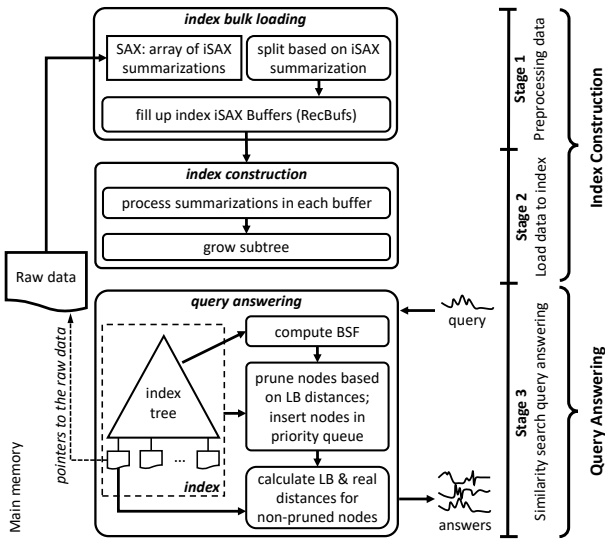 index bulk loading
SAX: array of iSAX
summarizations
split based on iSAX
summarization
fill up index iSAX Buffers (RecBufs)
index construction
process summarizations in each buffer
grow subtree
Raw data
query answering
compute BSF
index
tree
prune nodes based
on LB distances;
insert nodes in
priority queue
...
index
calculate LB & real
distances for
non-pruned nodes
pointers to the raw data
Main memory
query
answers
Stage 1
Preprocessing data
Stage 2
Load data to index
Index Construction
Stage 3
Similarity search query answering
Query Answering